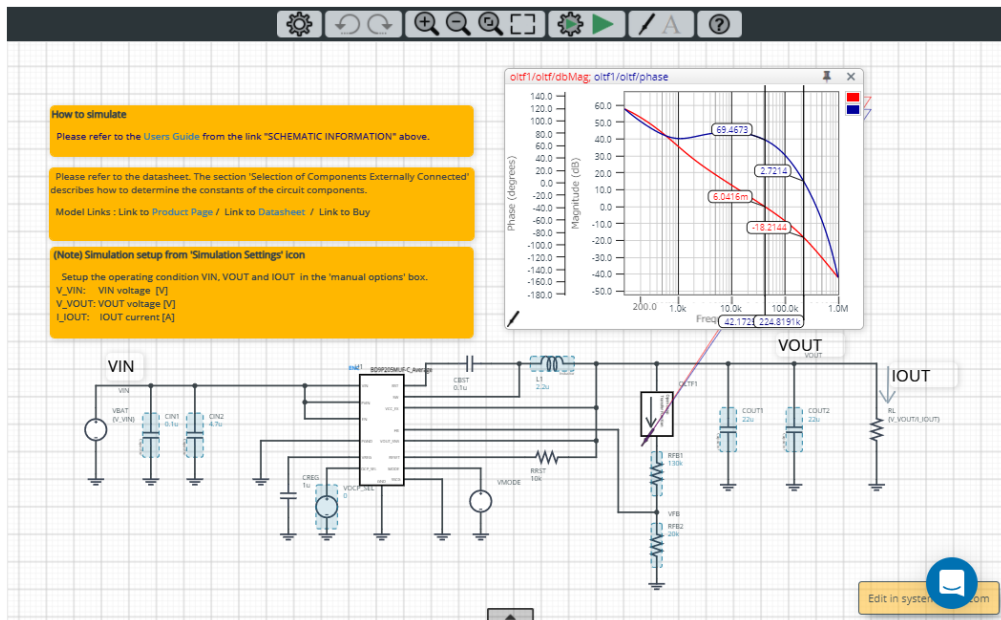 A
?
oltf1/oltf/dbMag; oltf1/oltf/phase
How to simulate
Please refer to the Users Guide from the link "SCHEMATIC INFORMATION" above.
Please refer to the datasheet. The section 'Selection of Components Externally Connected'
describes how to determine the constants of the circuit components.
Model Links : Link to Product Page / Link to Datasheet / Link to Buy
(Note) Simulation setup from 'Simulation Settings' icon
Setup the operating condition VIN, VOUT and IOUT in the 'manual options' box.
V_VIN: VIN voltage [V]
V_VOUT: VOUT voltage [V]
I_IOUT: IOUT current [A]
Phase (degrees)
140.0
120.0
100.0
80.0
60.0
40.0
20.0
0.0
-20.0
-40.0
-60.0
-80.0
-100.0
-120.0
-140.0
-160.0
-180.0
Magnitude (dB)
60.0
50.0
40.0
30.0
20.0
10.0
0.0
-10.0
-20.0
-30.0
-40.0
-50.0
69.4673
2.7214
6.0416m
-18.2144
200.0 1.0k 10.0k 100.0k 1.0M
224.8191k
VIN
VOUT
VOUT
IOUT
VIN
VBAT
(V_VIN)
CIN1
0.1u
CIN2
4.7u
BD9P205MUF-C_Average
CBST
0.1u
L1
2.2u
OLTF1
COUT1
22u
COUT2
22u
RL
(V_VOUT/I_IOUT)
RFB1
130k
RRST
10k
CREG
1u
0
VMODE
VFB
RFB2
20k
Edit in